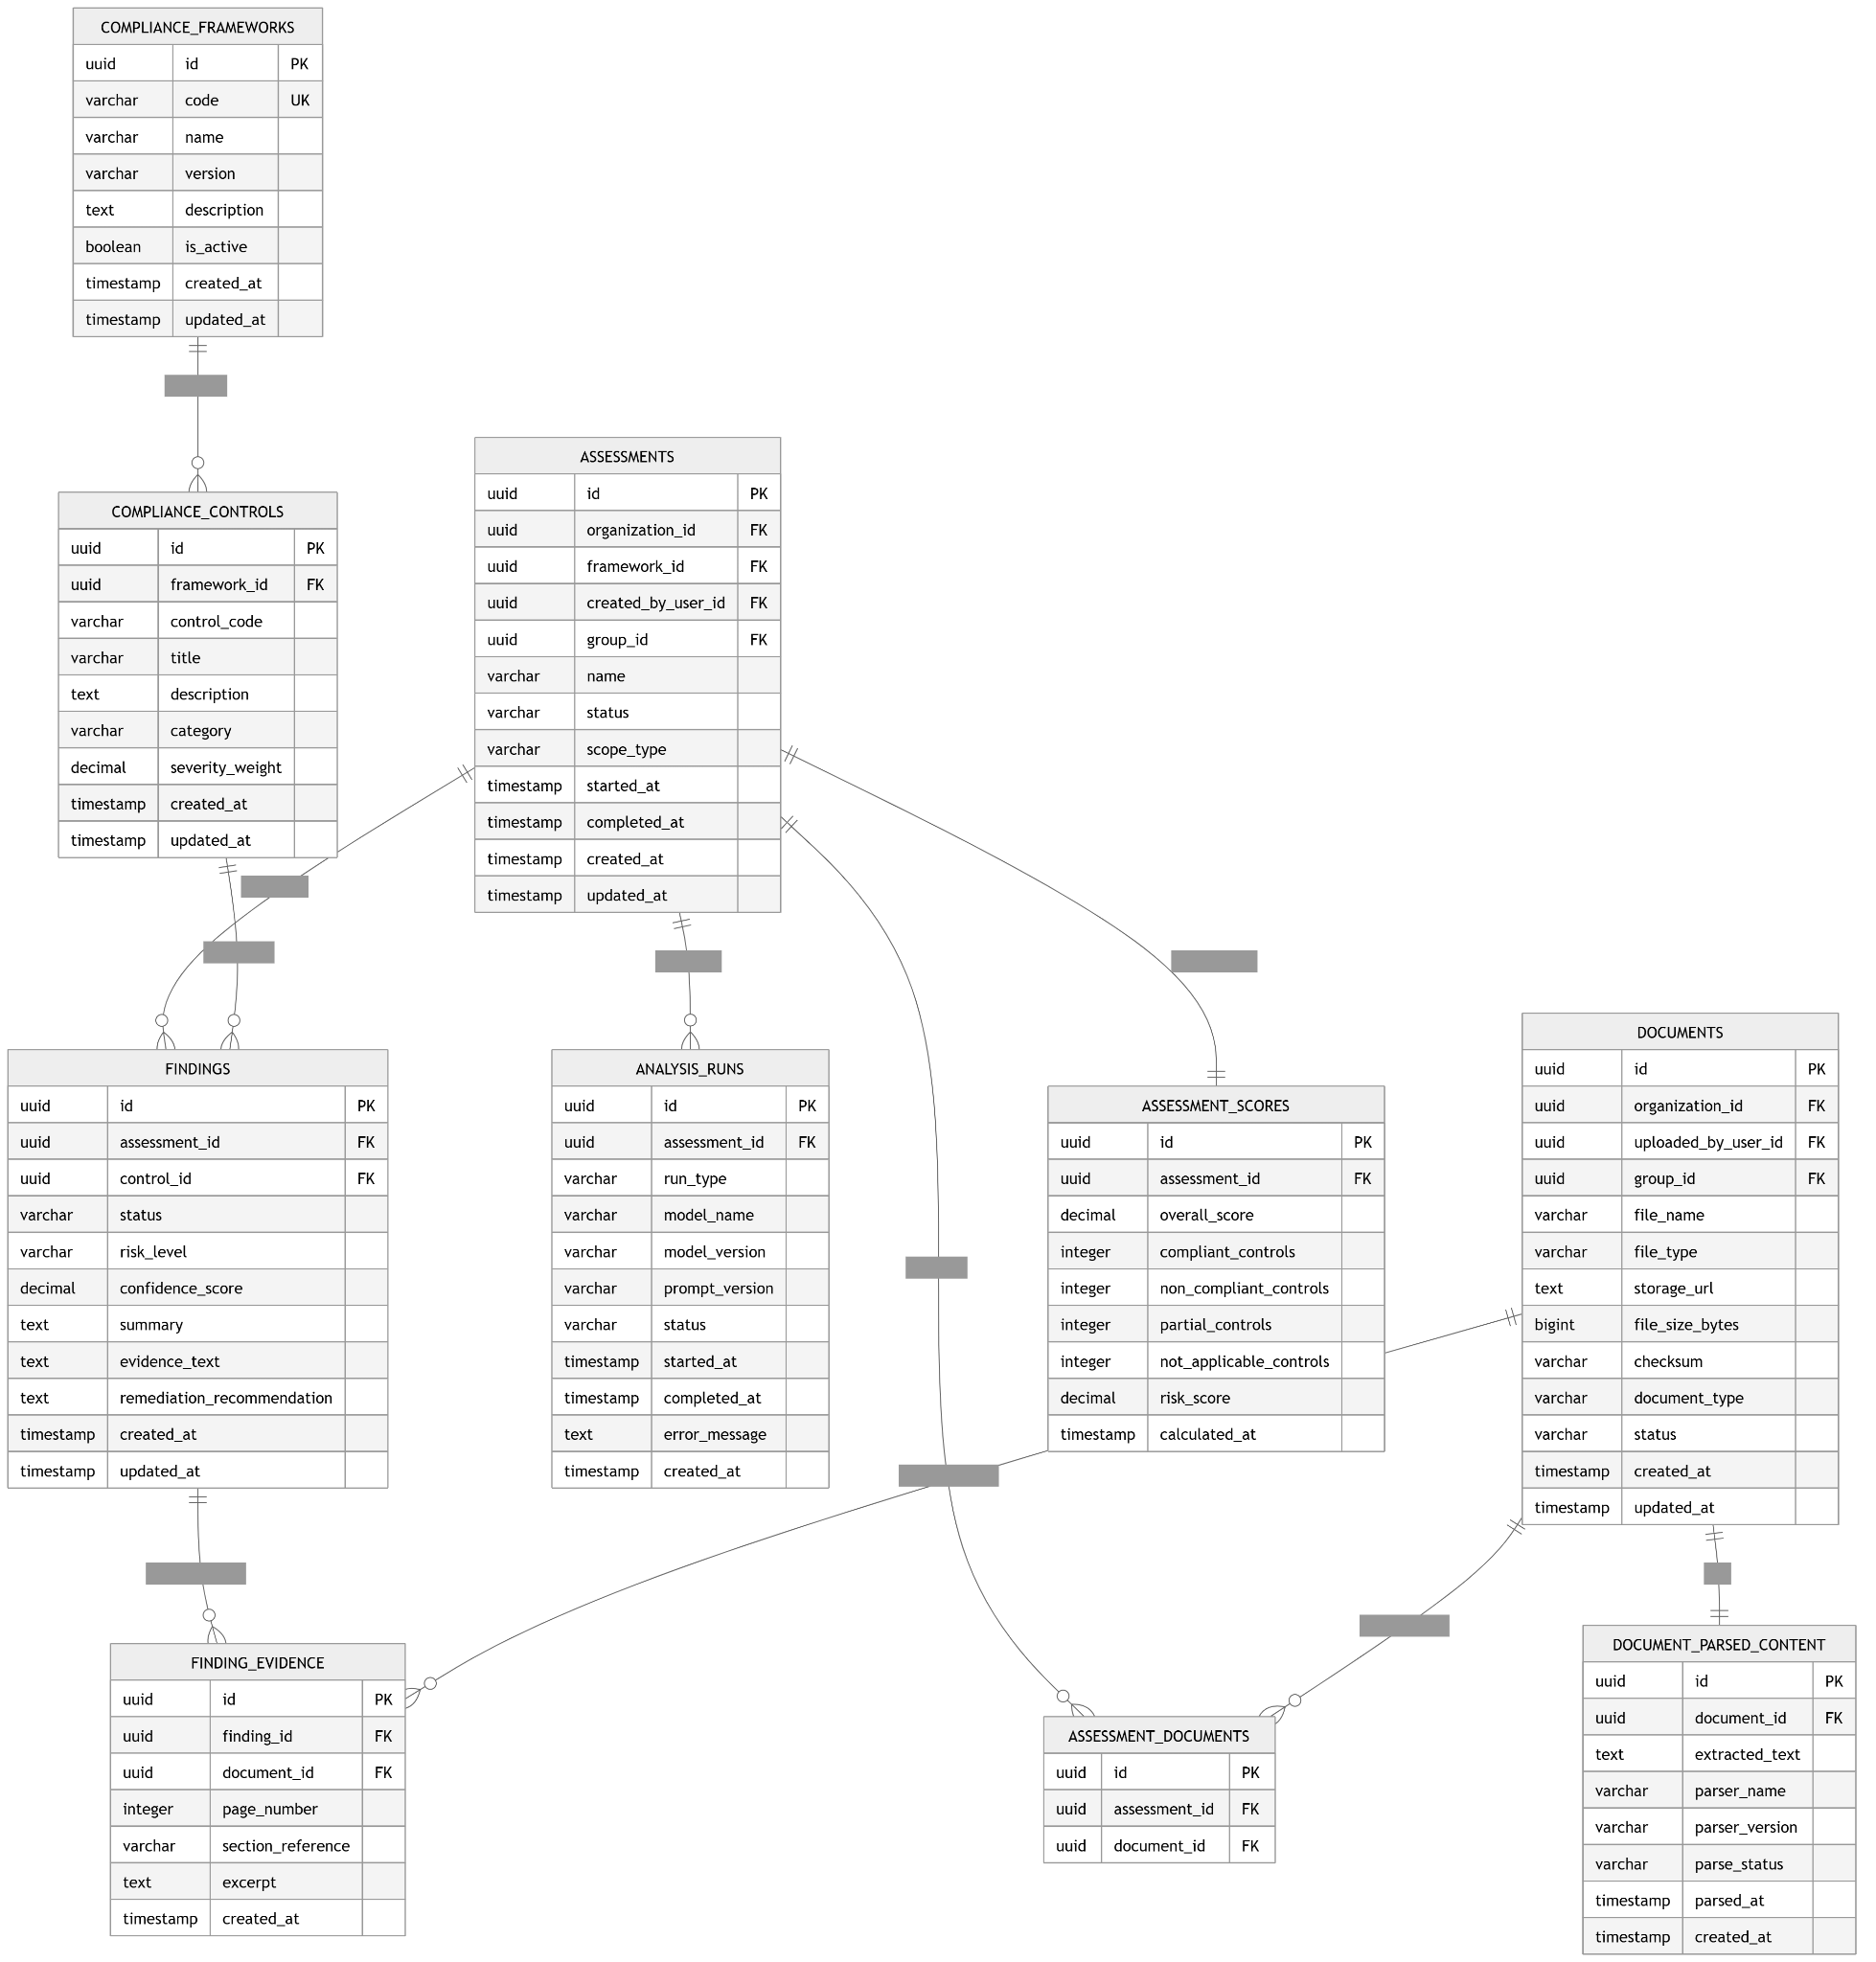 COMPLIANCE_FRAMEWORKS
uuid id PK
varchar code UK
varchar name
varchar version
text description
boolean is_active
timestamp created_at
timestamp updated_at
COMPLIANCE_CONTROLS
uuid id PK
uuid framework_id FK
varchar control_code
varchar title
text description
varchar category
decimal severity_weight
timestamp created_at
timestamp updated_at
ASSESSMENTS
uuid id PK
uuid organization_id FK
uuid framework_id FK
uuid created_by_user_id FK
uuid group_id FK
varchar name
varchar status
varchar scope_type
timestamp started_at
timestamp completed_at
timestamp created_at
timestamp updated_at
FINDINGS
uuid id PK
uuid assessment_id FK
uuid control_id FK
varchar status
varchar risk_level
decimal confidence_score
text summary
text evidence_text
text remediation_recommendation
timestamp created_at
timestamp updated_at
ANALYSIS_RUNS
uuid id PK
uuid assessment_id FK
varchar run_type
varchar model_name
varchar model_version
varchar prompt_version
varchar status
timestamp started_at
timestamp completed_at
text error_message
timestamp created_at
ASSESSMENT_SCORES
uuid id PK
uuid assessment_id FK
decimal overall_score
integer compliant_controls
integer non_compliant_controls
integer partial_controls
integer not_applicable_controls
decimal risk_score
timestamp calculated_at
DOCUMENTS
uuid id PK
uuid organization_id FK
uuid uploaded_by_user_id FK
uuid group_id FK
varchar file_name
varchar file_type
text storage_url
bigint file_size_bytes
varchar checksum
varchar document_type
varchar status
timestamp created_at
timestamp updated_at
FINDING_EVIDENCE
uuid id PK
uuid finding_id FK
uuid document_id FK
integer page_number
varchar section_reference
text excerpt
timestamp created_at
ASSESSMENT_DOCUMENTS
uuid id PK
uuid assessment_id FK
uuid document_id FK
DOCUMENT_PARSED_CONTENT
uuid id PK
uuid document_id FK
text extracted_text
varchar parser_name
varchar parser_version
varchar parse_status
timestamp parsed_at
timestamp created_at